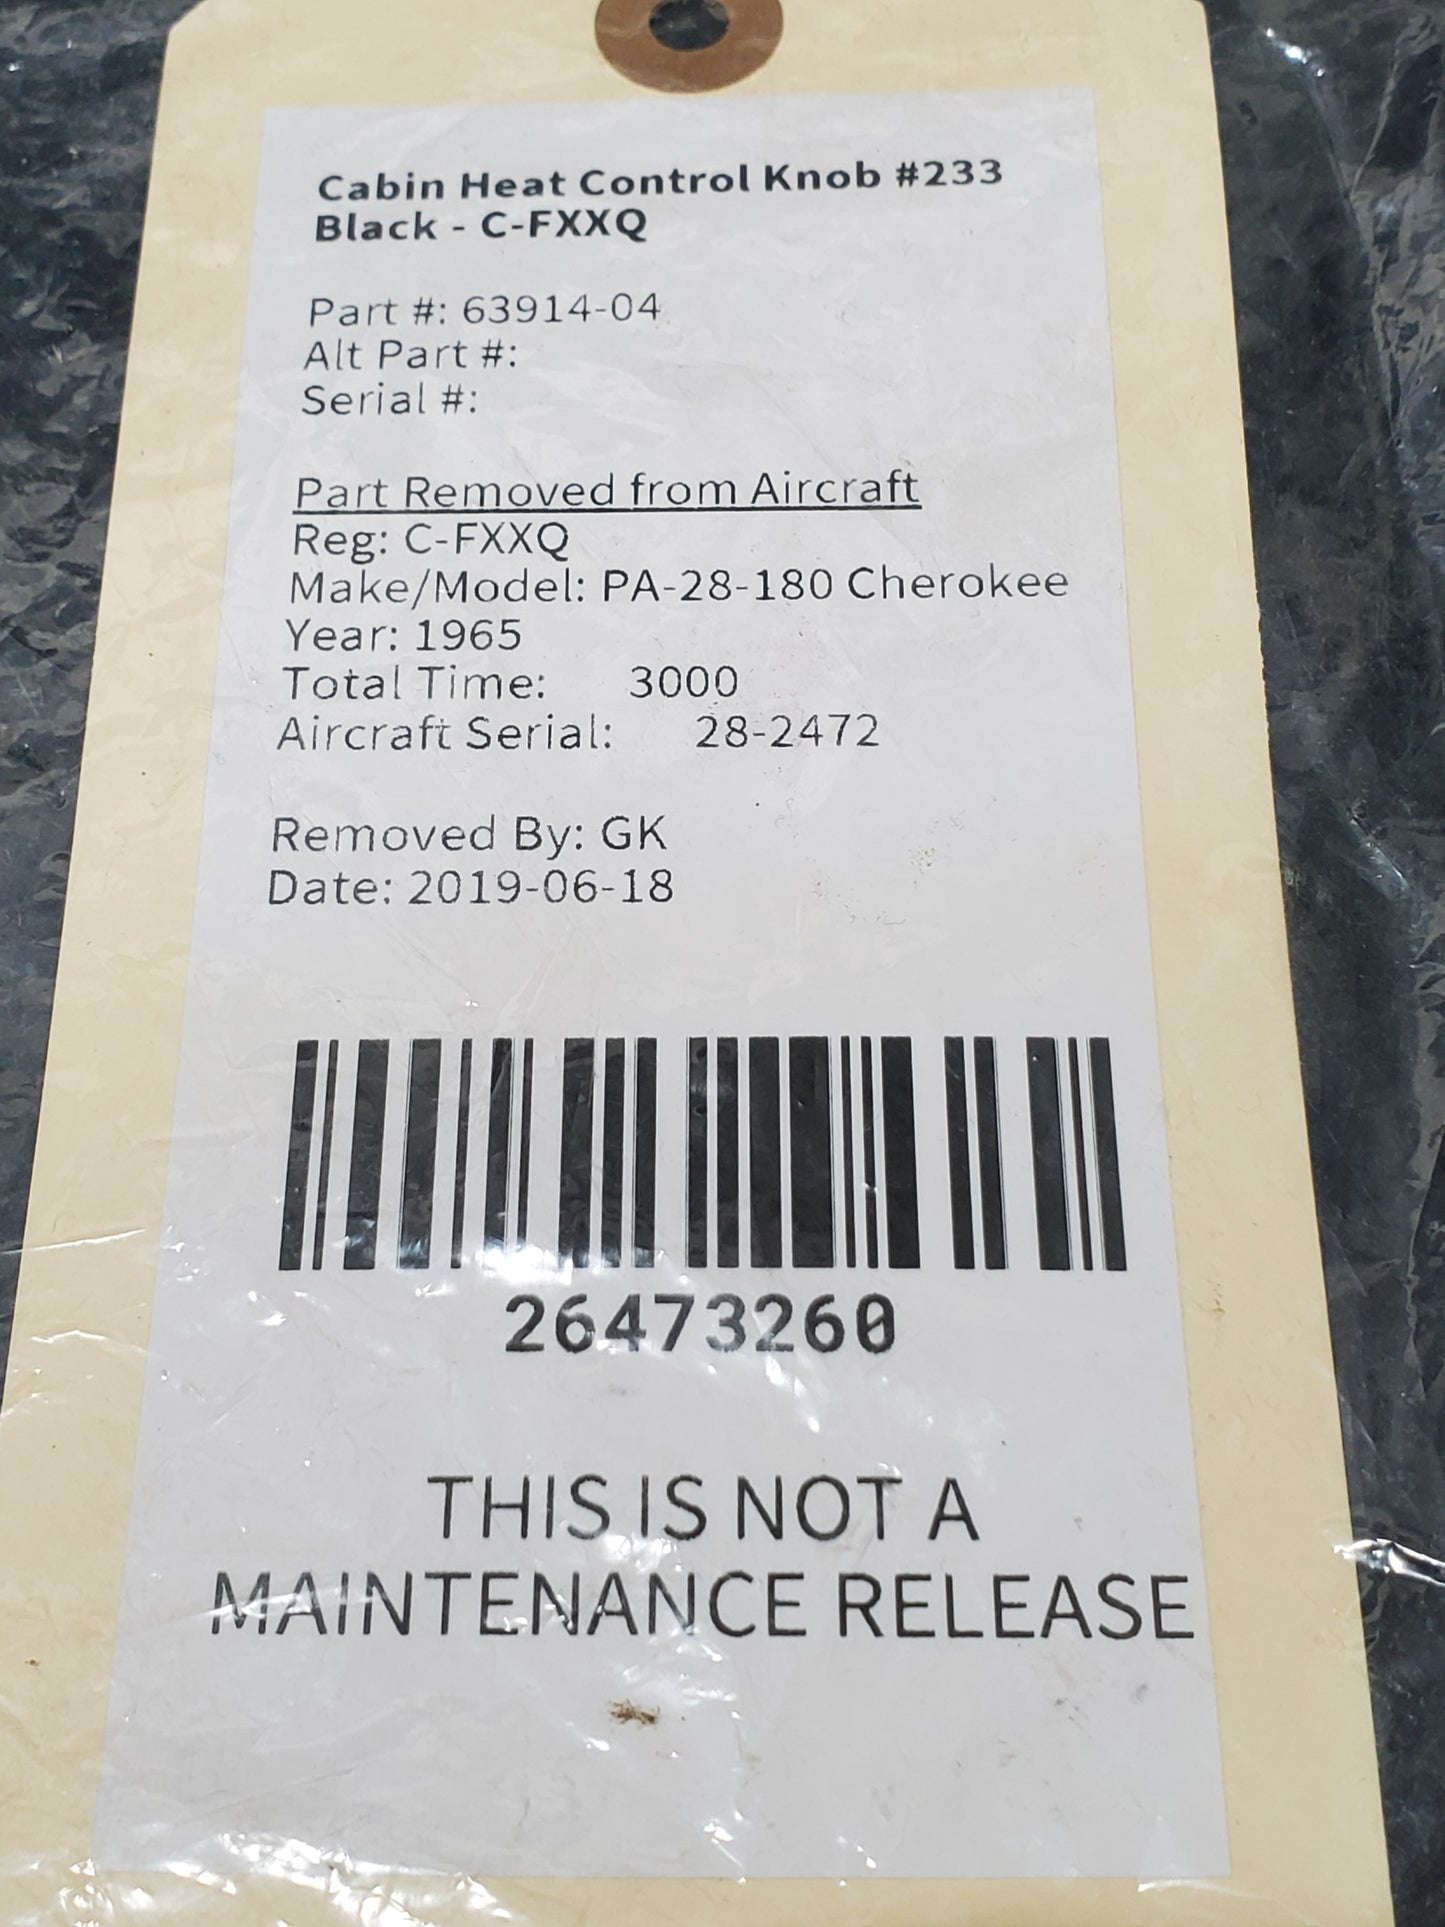 Cabin Heat Control Knob #233
Black - C-FXXQ
Part #: 63914-04
Alt Part #:
Serial #:
Part Removed from Aircraft
Reg: C-FXXQ
Make/Model: PA-28-180 Cherokee
Year: 1965
Total Time: 3000
Aircraft Serial: 28-2472
Removed By: GK
Date: 2019-06-18
26473260
THIS IS NOT A
MAINTENANCE RELEASE